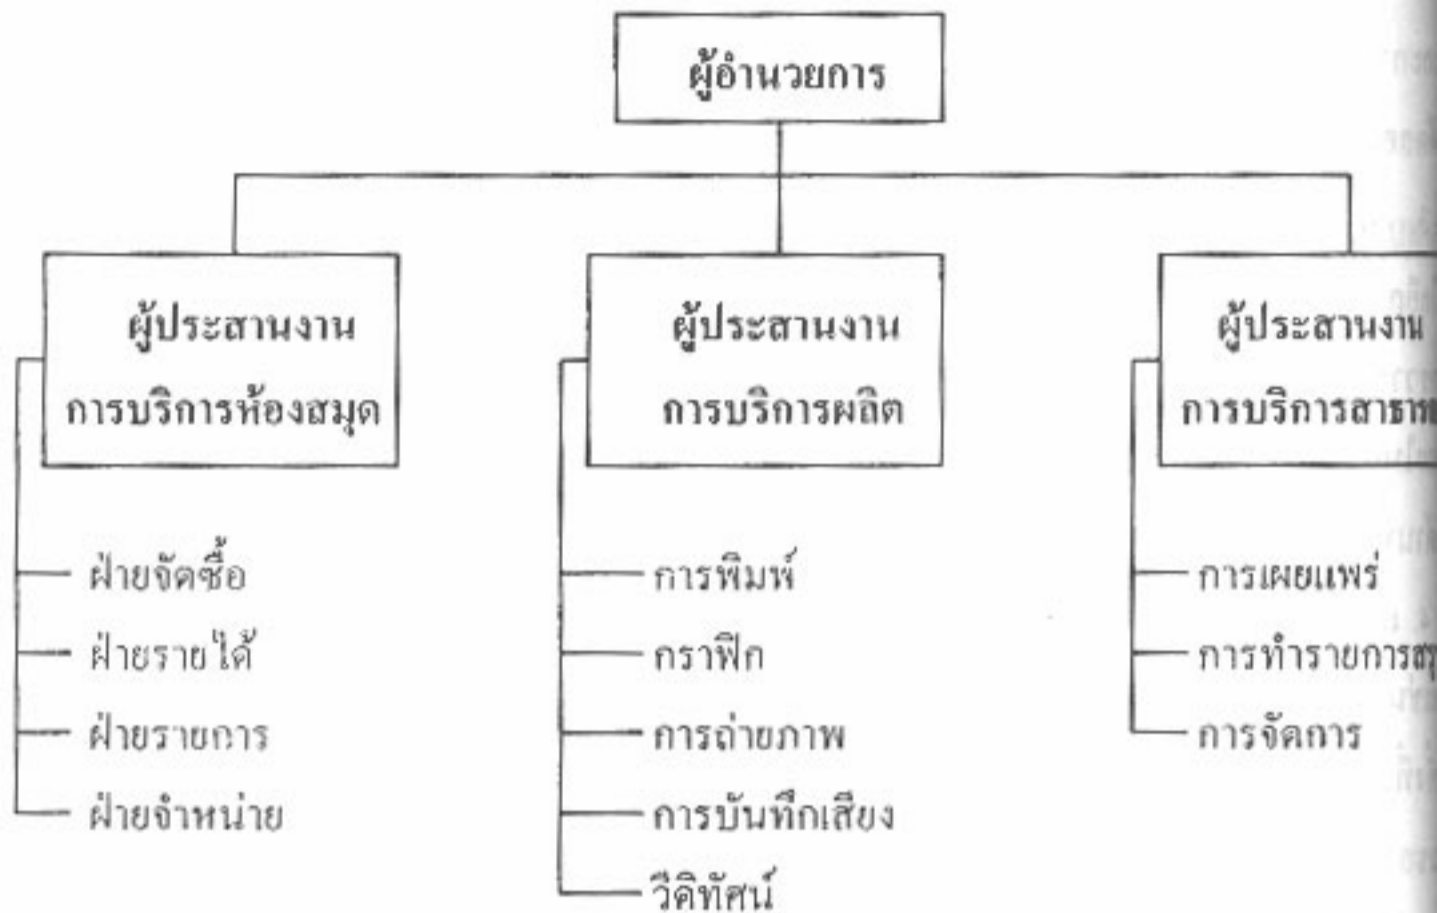 ผู้อำนวยการ
ผู้ประสานงาน
การบริการห้องสมุด
ฝ่ายจัดซื้อ
ฝ่ายรายได้
ฝ่ายรายการ
ฝ่ายจำหน่าย
ผู้ประสานงาน
การบริการผลิต
การพิมพ์
กราฟิก
การถ่ายภาพ
การบันทึกเสียง
วีดิทัศน์
ผู้ประสานงาน
การเผยแพร่
การจัดการ